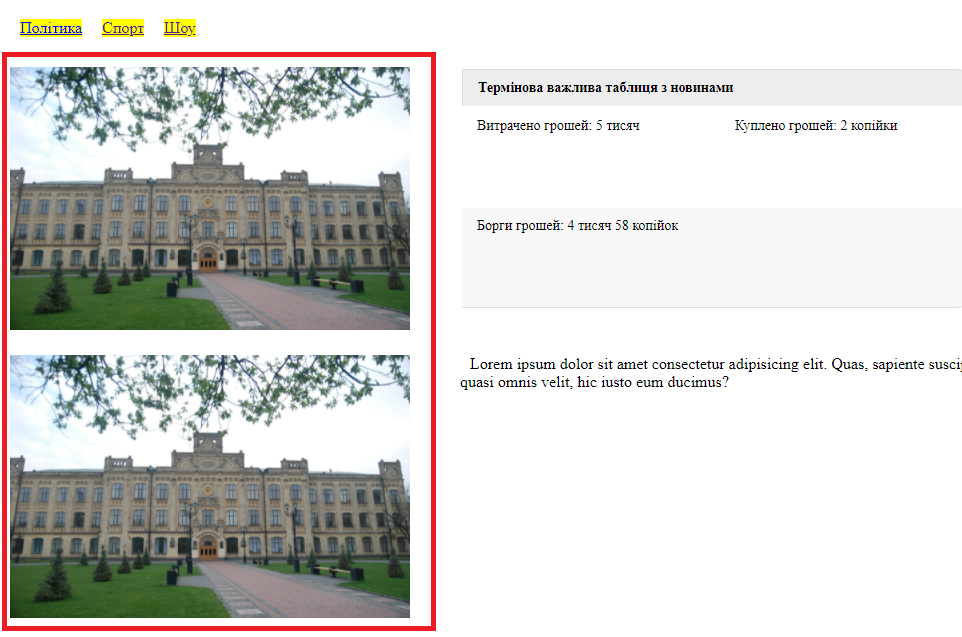 Політика Спорт Шоу
Термінова важлива таблиця з новинами
Витрачено грошей: 5 тисяч Куплено грошей: 2 копійки
Борги грошей: 4 тисяч 58 копійок
Lorem ipsum dolor sit amet consectetur adipisicing elit. Quas, sapiente
quasi omnis velit, hic iusto eum ducimus?